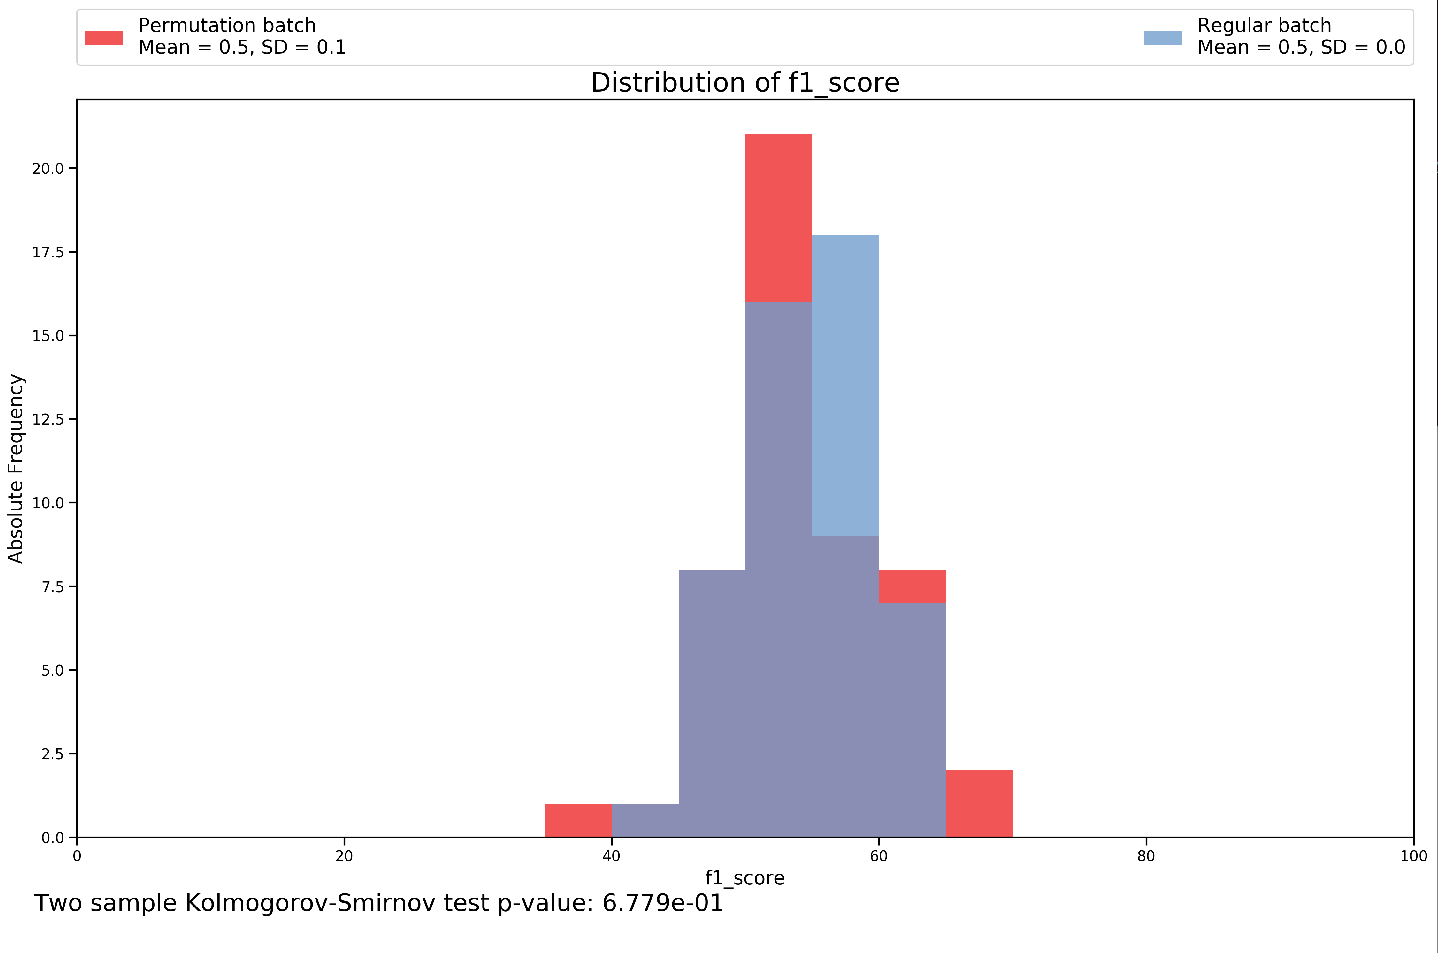 Permutation batch
Mean = 0.5, SD = 0.1
Regular batch
Mean = 0.5, SD = 0.0
Distribution of f1_score
20.0
17.5
15.0
12.5
10.0
7.5
5.0
2.5
0.0
Absolute Frequency
0 20 40 60 80 100
f1_score
Two sample Kolmogorov-Smirnov test p-value: 6.779e-01